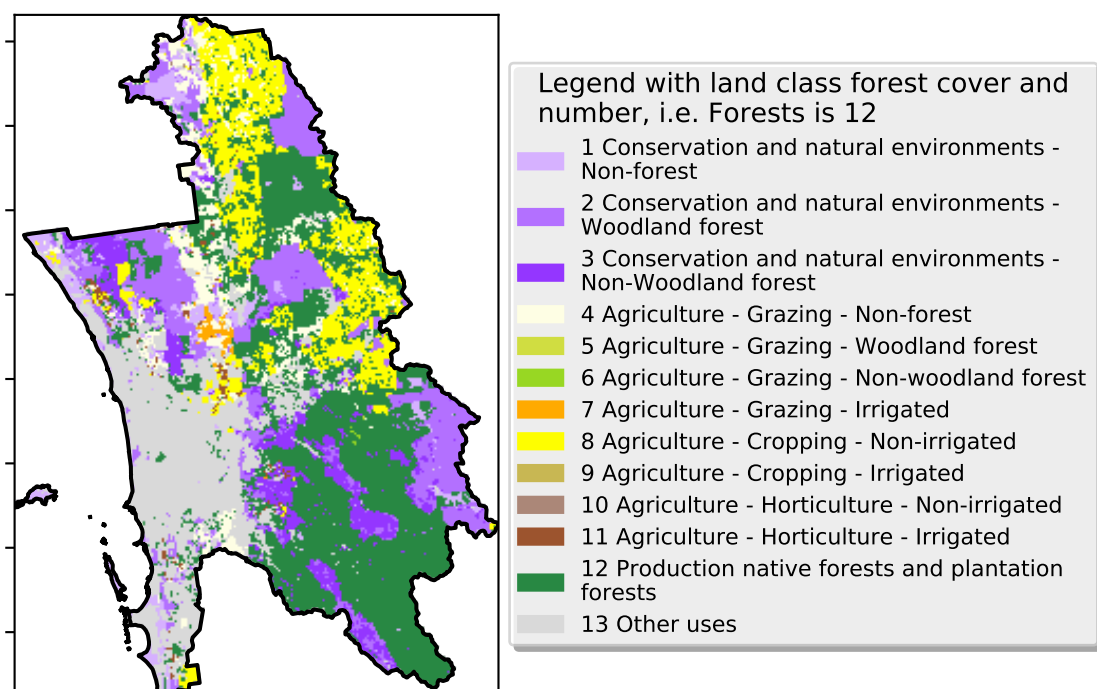 Legend with land class forest cover and
number, i.e. Forests is 12
1 Conservation and natural environments -
Non-forest
2 Conservation and natural environments -
Woodland forest
3 Conservation and natural environments -
Non-Woodland forest
4 Agriculture - Grazing - Non-forest
5 Agriculture - Grazing - Woodland forest
6 Agriculture - Grazing - Non-woodland forest
7 Agriculture - Grazing - Irrigated
8 Agriculture - Cropping - Non-irrigated
9 Agriculture - Cropping - Irrigated
10 Agriculture - Horticulture - Non-irrigated
11 Agriculture - Horticulture - Irrigated
12 Production native forests and plantation
forests
13 Other uses